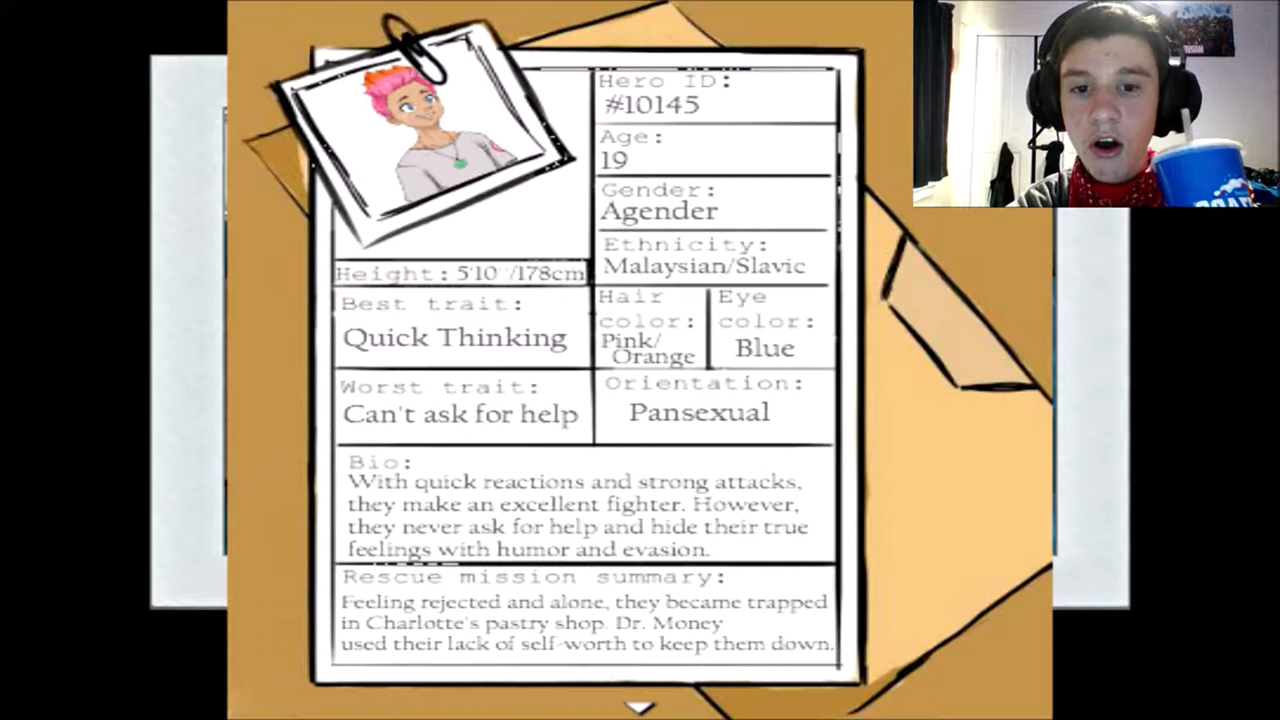 Hero ID:
#10145
Age:
19
Gender:
Agender
Ethnicity:
Malaysian/Slavic
Height: 5'10"/178cm
Best trait:
Quick Thinking
Hair
color:
Pink/
Orange
Eye
color:
Blue
Worst trait:
Can't ask for help
Orientation:
Pansexual
Bio:
With quick reactions and strong attacks,
they make an excellent fighter. However,
they never ask for help and hide their true
feelings with humor and evasion.
Rescue mission summary:
Feeling rejected and alone, they became trapped
in Charlotte's pastry shop. Dr. Money
used their lack of self-worth to keep them down.